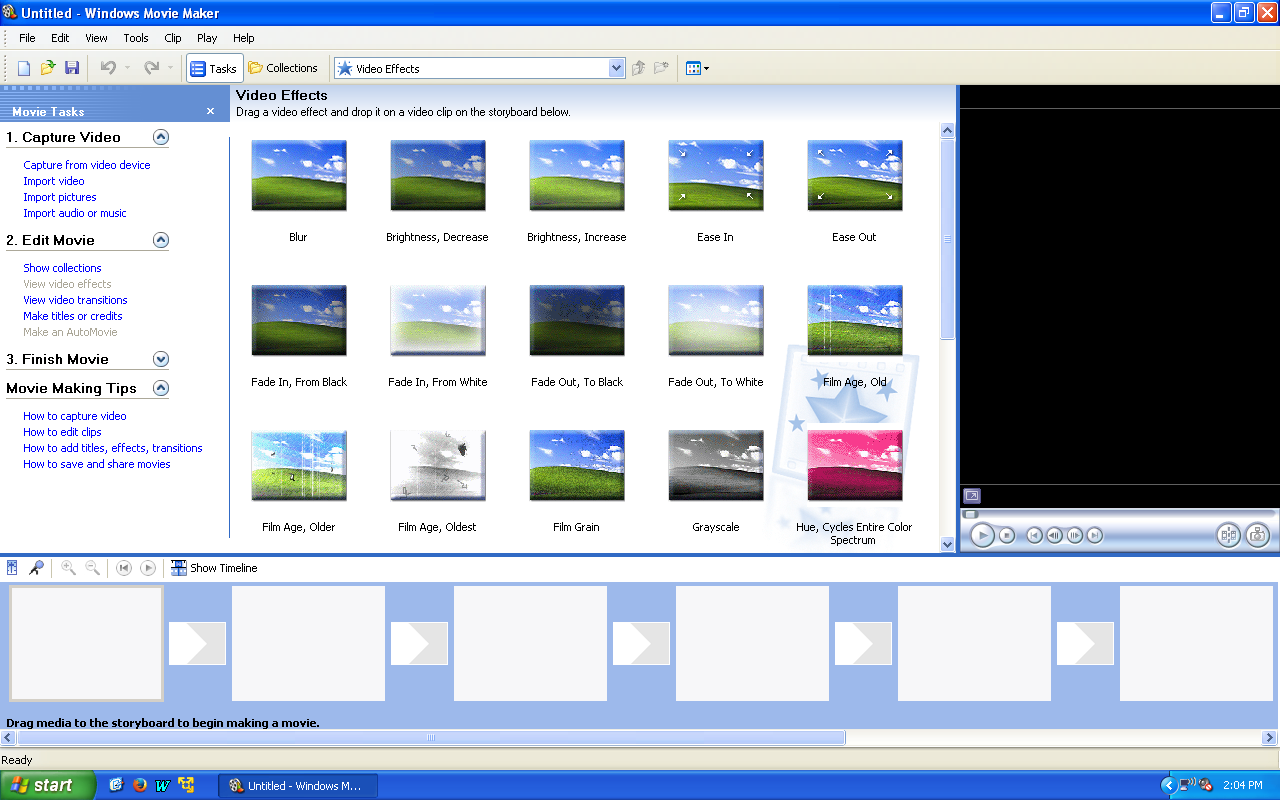 Untitled - Windows Movie Maker
File Edit View Tools Clip Play Help
Tasks Collections Video Effects
Movie Tasks
1. Capture Video
Capture from video device
Import video
Import pictures
Import audio or music
2. Edit Movie
Show collections
View video effects
View video transitions
Make titles or credits
Make an AutoMovie
3. Finish Movie
Movie Making Tips
How to capture video
How to edit clips
How to add titles, effects, transitions
How to save and share movies
Video Effects
Drag a video effect and drop it on a video clip on the storyboard below.
Blur Brightness, Decrease Brightness, Increase Ease In Ease Out
Fade In, From Black Fade In, From White Fade Out, To Black Fade Out, To White Film Age, Old
Film Age, Older Film Age, Oldest Film Grain Grayscale Hue, Cycles Entire Color
Spectrum
Show Timeline
Drag media to the storyboard to begin making a movie.
Ready
start W Untitled - Windows M... 2:04 PM